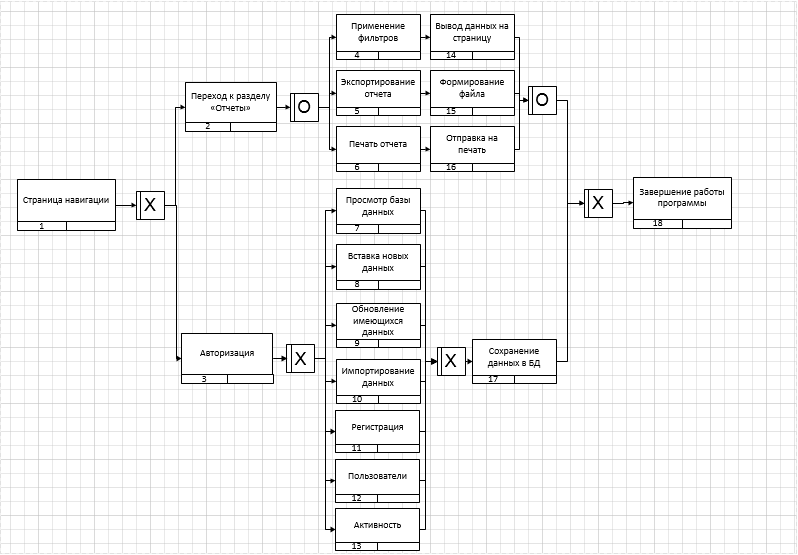 Страница навигации
1
X
Переход к разделу
«Отчеты»
2
O
Применение
фильтров
4
Вывод данных на
страницу
14
Экспортирование
отчета
5
Формирование
файла
15
Печать отчета
6
Отправка на
печать
16
O
Авторизация
3
X
Просмотр базы
данных
7
Вставка новых
данных
8
Обновление
имеющихся
данных
9
Импортирование
данных
10
Регистрация
11
Пользователи
12
Активность
13
X
Сохранение
данных в БД
17
X
Завершение работы
программы
18